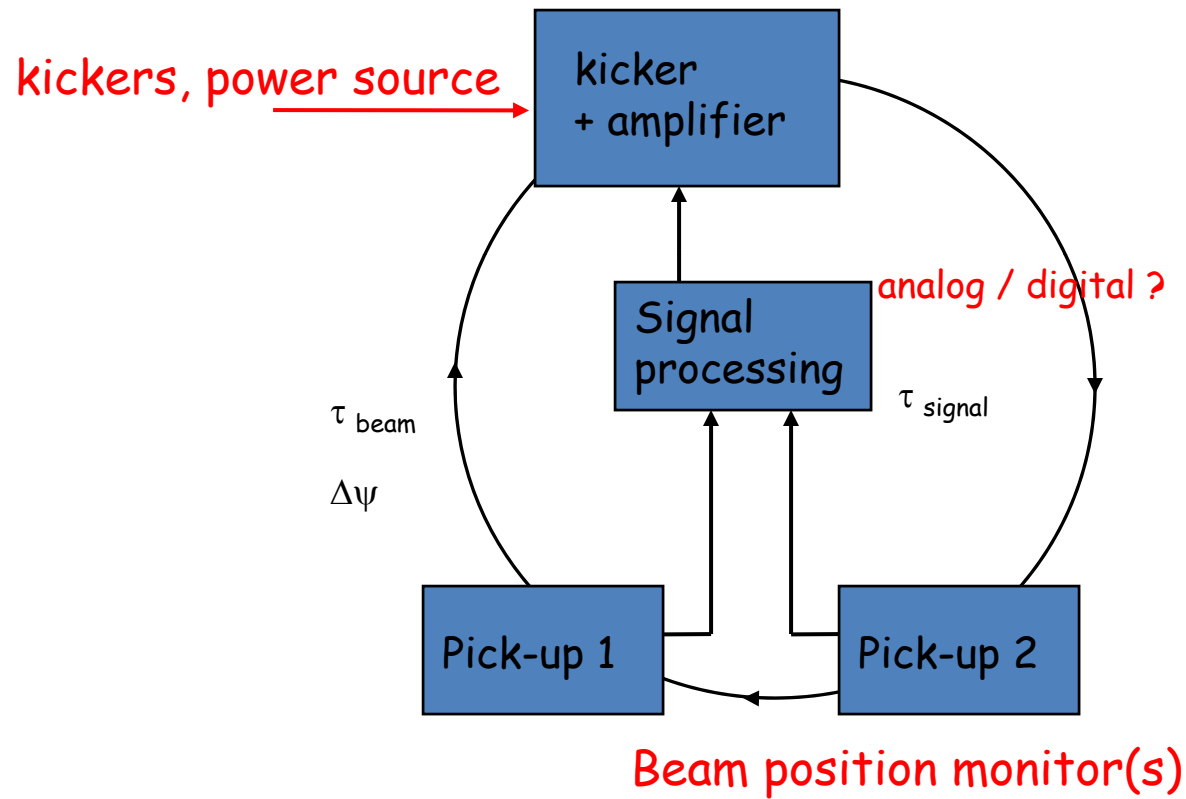 kickers, power source
kicker
+ amplifier
analog / digital ?
Signal
processing
τ signal
τ beam
Δψ
Pick-up 1
Pick-up 2
Beam position monitor(s)